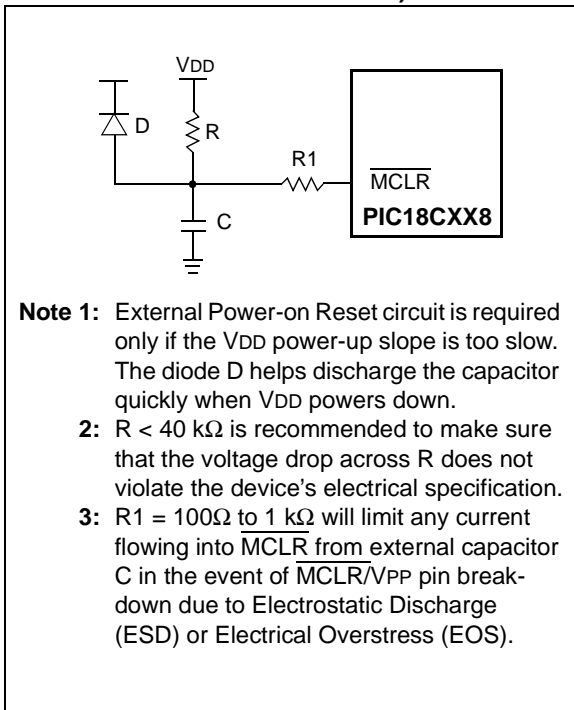 VDD
D
R
R1
MCLR
PIC18CXX8
C
Note 1: External Power-on Reset circuit is required
only if the VDD power-up slope is too slow.
The diode D helps discharge the capacitor
quickly when VDD powers down.
2: R < 40 kΩ is recommended to make sure
that the voltage drop across R does not
violate the device's electrical specification.
3: R1 = 100Ω to 1 kΩ will limit any current
flowing into MCLR from external capacitor
C in the event of MCLR/VPP pin break-
down due to Electrostatic Discharge
(ESD) or Electrical Overstress (EOS).